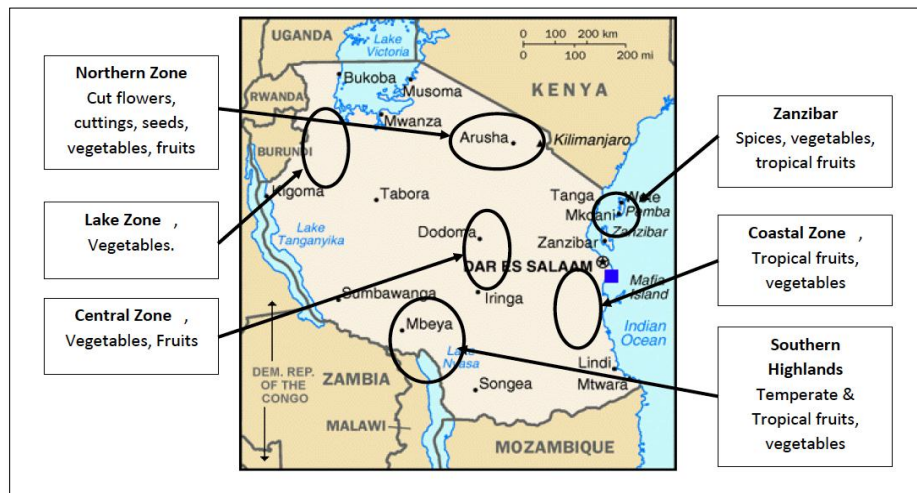 Northern Zone
Cut flowers,
cuttings, seeds,
vegetables, fruits
Lake Zone ,
Vegetables.
Central Zone ,
Vegetables, Fruits
UGANDA
Lake
Victoria
0 100 200 km
0 100 200 mi
Bukoba
Musoma
KENYA
RWANDA
Mwanza
Arusha
Kilimanjaro
BURUNDI
Kigoma
Tabora
Tanga
Wete
Pemba
Mkoani
Lake
Tanganyika
Dodoma
Zanzibar
Zanzibar
DAR ES SALAAM
Mafia
Island
Sumbawanga
Iringa
Mbeya
Indian
Ocean
Lake
Nyasa
Lindi
Mtwara
DEM. REP.
OF THE
CONGO
ZAMBIA
Songea
MALAWI
MOZAMBIQUE
Zanzibar
Spices, vegetables,
tropical fruits
Coastal Zone ,
Tropical fruits,
vegetables
Southern
Highlands
Temperate &
Tropical fruits,
vegetables